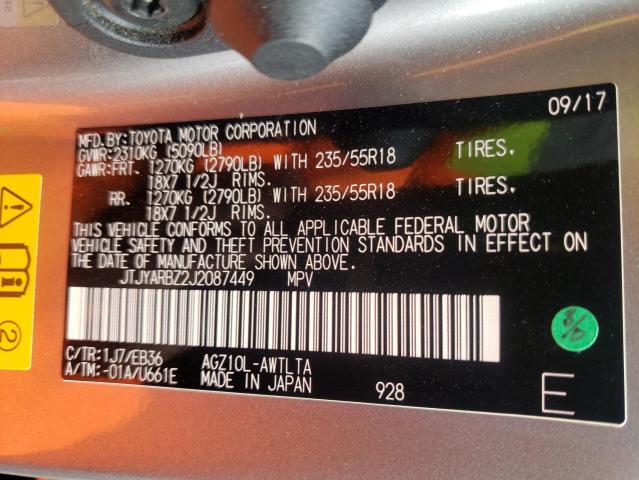 09/17
MFD.BY:TOYOTA MOTOR CORPORATION
GVWR:2310KG (5090LB)
GAWR:FRT. 1270KG (2790LB) WITH 235/55R18 TIRES,
18X7 1/2J RIMS.
RR. 1270KG (2790LB) WITH 235/55R18 TIRES,
18X7 1/2J RIMS.
THIS VEHICLE CONFORMS TO ALL APPLICABLE FEDERAL MOTOR
VEHICLE SAFETY AND THEFT PREVENTION STANDARDS IN EFFECT ON
THE DATE OF MANUFACTURE SHOWN ABOVE.
JTJYARBZ2J2087449 MPV
C/TR:1J7/EB36 AGZ10L-AWTLTA
A/TM:-01A/U661E MADE IN JAPAN 928
E
2